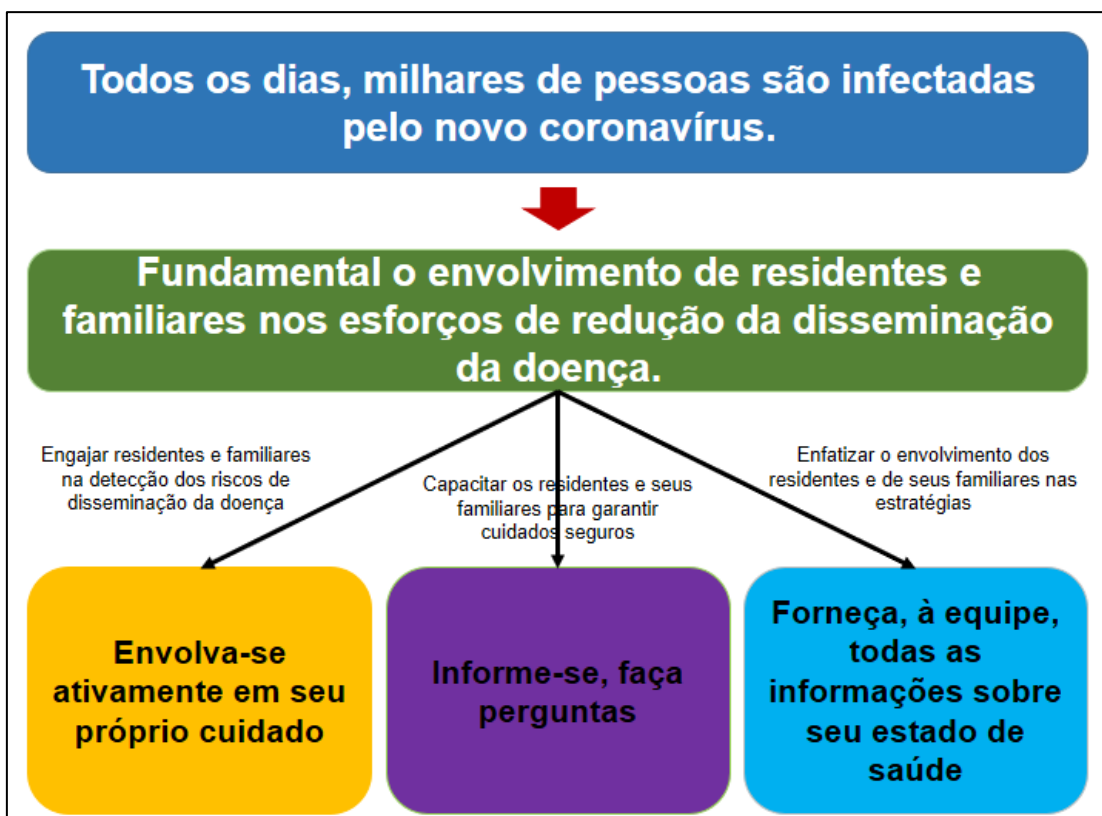 Todos os dias, milhares de pessoas são infectadas
pelo novo coronavírus.
Fundamental o envolvimento de residentes e
familiares nos esforços de redução da disseminação
da doença.
Engajar residentes e familiares
na detecção dos riscos de
disseminação da doença
Capacitar os residentes e seus
familiares para garantir
cuidados seguros
Enfatizar o envolvimento dos
residentes e de seus familiares nas
estratégias
Envolva-se
ativamente em seu
próprio cuidado
Informe-se, faça
perguntas
Forneça, à equipe,
todas as
informações sobre
seu estado de
saúde